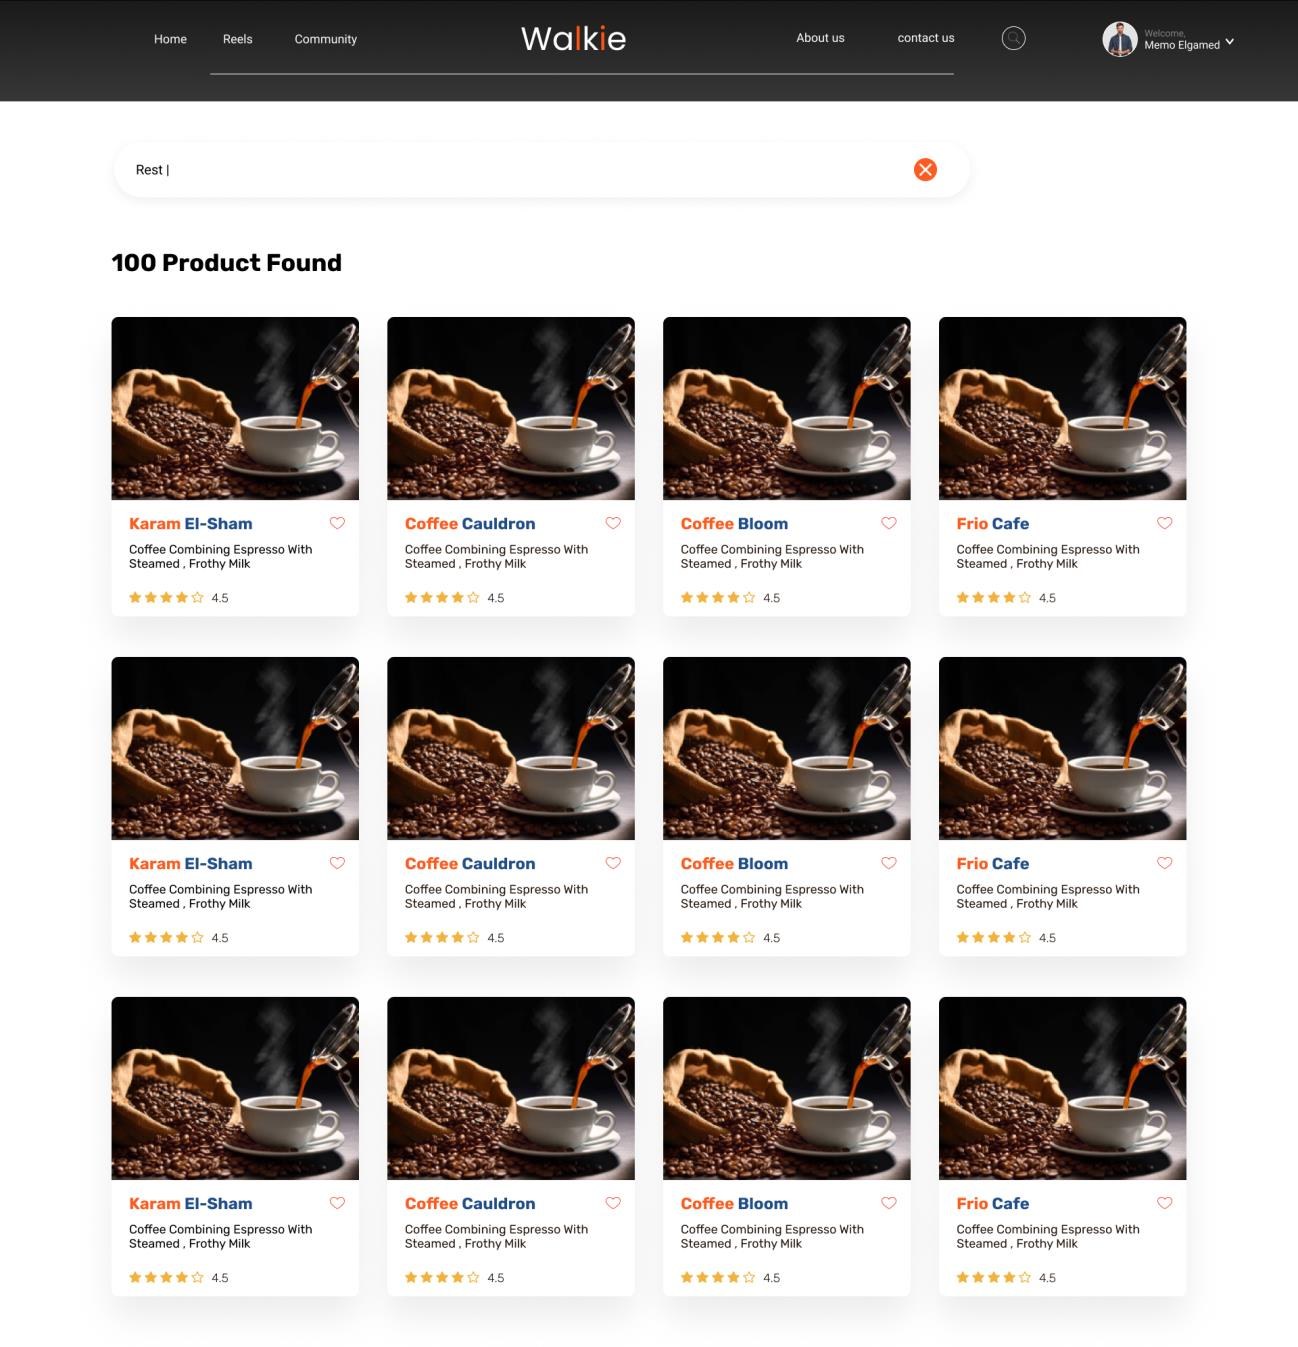 Home
Reels
Community
Walkie
About us
contact us
Welcome,
Memo Elgamed
Rest |
100 Product Found
Karam El-Sham
Coffee Combining Espresso With
Steamed , Frothy Milk
4.5
Coffee Cauldron
Coffee Combining Espresso With
Steamed , Frothy Milk
4.5
Coffee Bloom
Coffee Combining Espresso With
Steamed , Frothy Milk
4.5
Frio Cafe
Coffee Combining Espresso With
Steamed , Frothy Milk
4.5
Karam El-Sham
Coffee Combining Espresso With
Steamed , Frothy Milk
4.5
Coffee Cauldron
Coffee Combining Espresso With
Steamed , Frothy Milk
4.5
Coffee Bloom
Coffee Combining Espresso With
Steamed , Frothy Milk
4.5
Frio Cafe
Coffee Combining Espresso With
Steamed , Frothy Milk
4.5
Karam El-Sham
Coffee Combining Espresso With
Steamed , Frothy Milk
4.5
Coffee Cauldron
Coffee Combining Espresso With
Steamed , Frothy Milk
4.5
Coffee Bloom
Coffee Combining Espresso With
Steamed , Frothy Milk
4.5
Frio Cafe
Coffee Combining Espresso With
Steamed , Frothy Milk
4.5